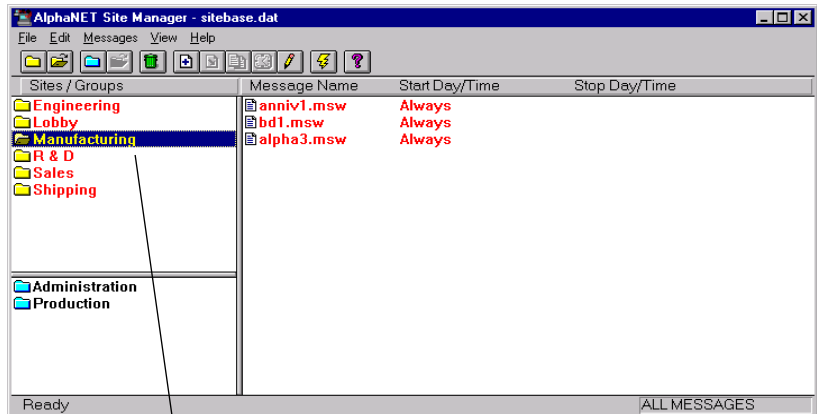 AlphaNET Site Manager - sitebase.dat
File Edit Messages View Help
Sites / Groups Message Name Start Day/Time Stop Day/Time
Engineering anniv1.msw Always
Lobby bd1.msw Always
Manufacturing alpha3.msw Always
R & D
Sales
Shipping
Administration
Production
Ready ALL MESSAGES